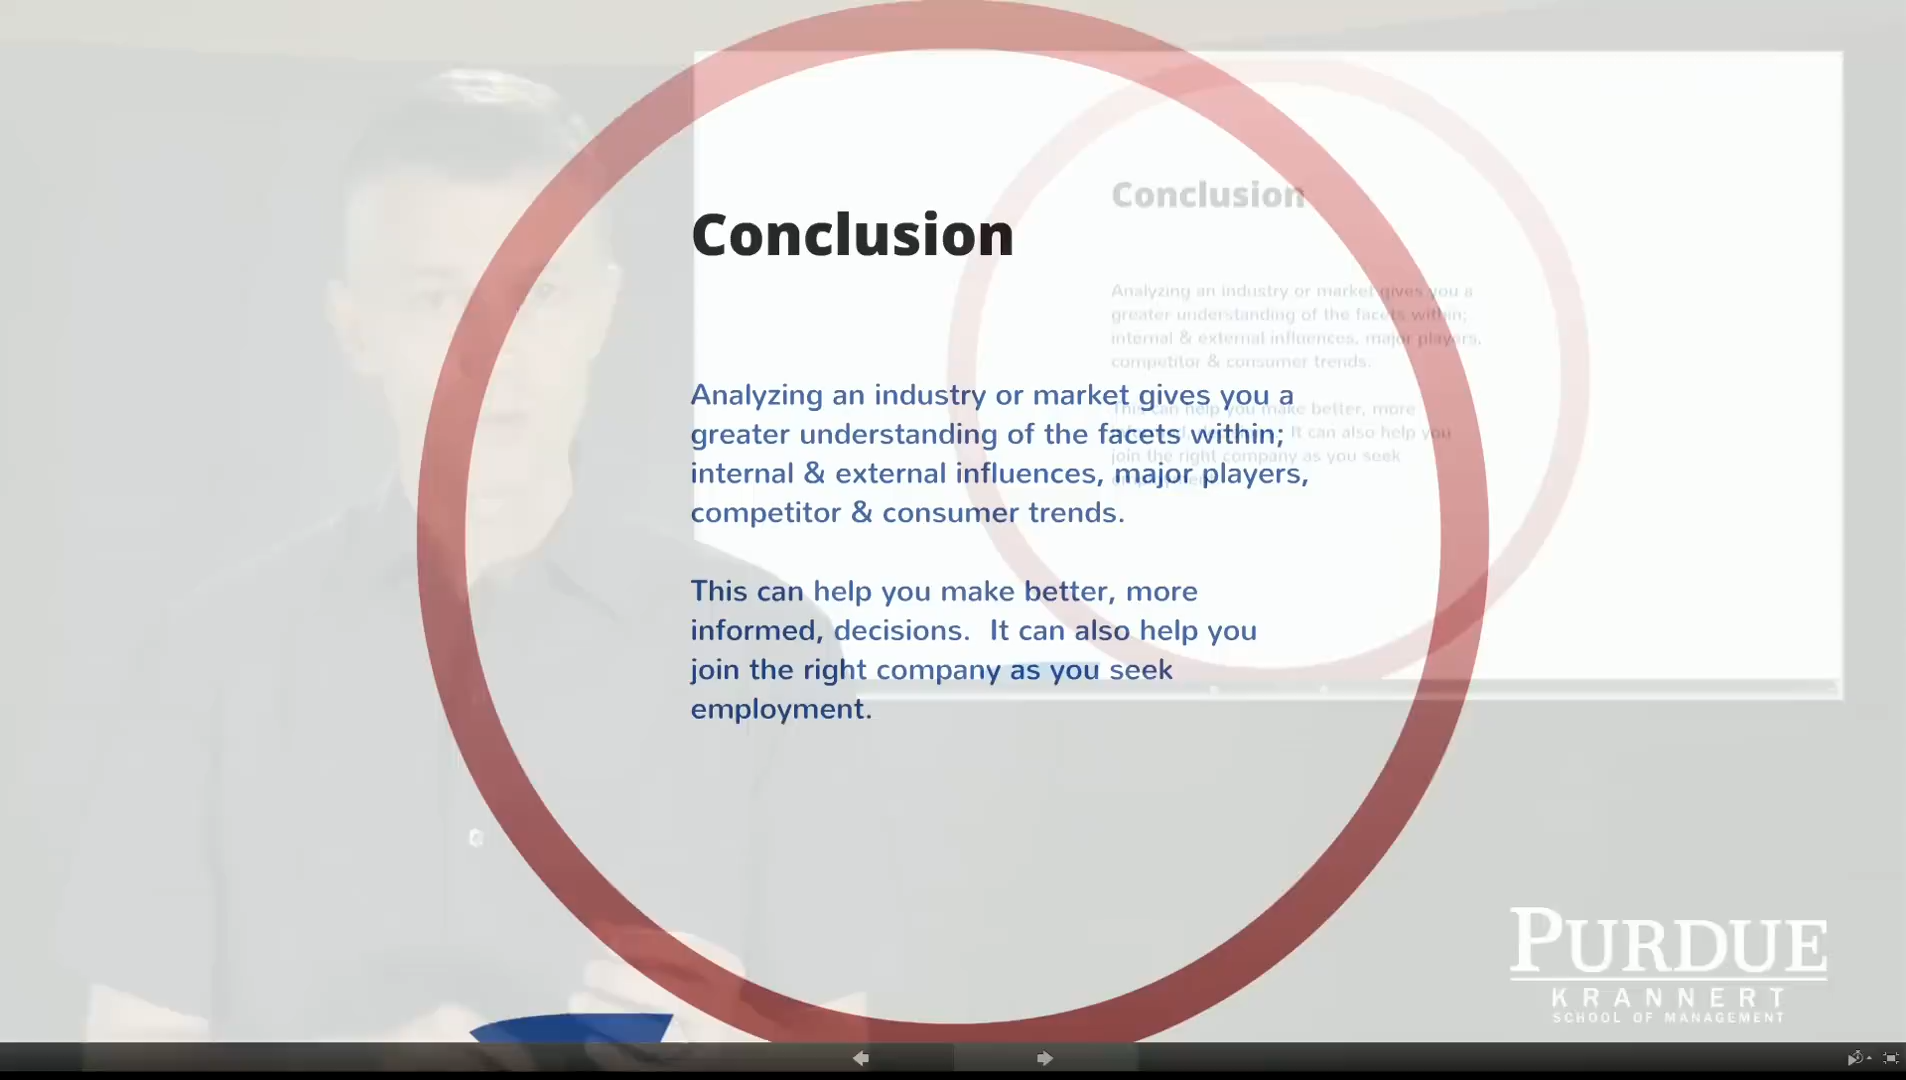 Conclusion
Analyzing an industry or market gives you a
greater understanding of the facets within;
internal & external influences, major players,
competitor & consumer trends.
This can help you make better, more
informed, decisions. It can also help you
join the right company as you seek
employment.
Conclusion
Analyzing an industry or market gives you a
greater understanding of the facets within;
internal & external influences, major players,
competitor & consumer trends.
This can help you make better, more
It can also help you
join the right company as you seek
PURDUE
KRANNERT
SCHOOL OF MANAGEMENT